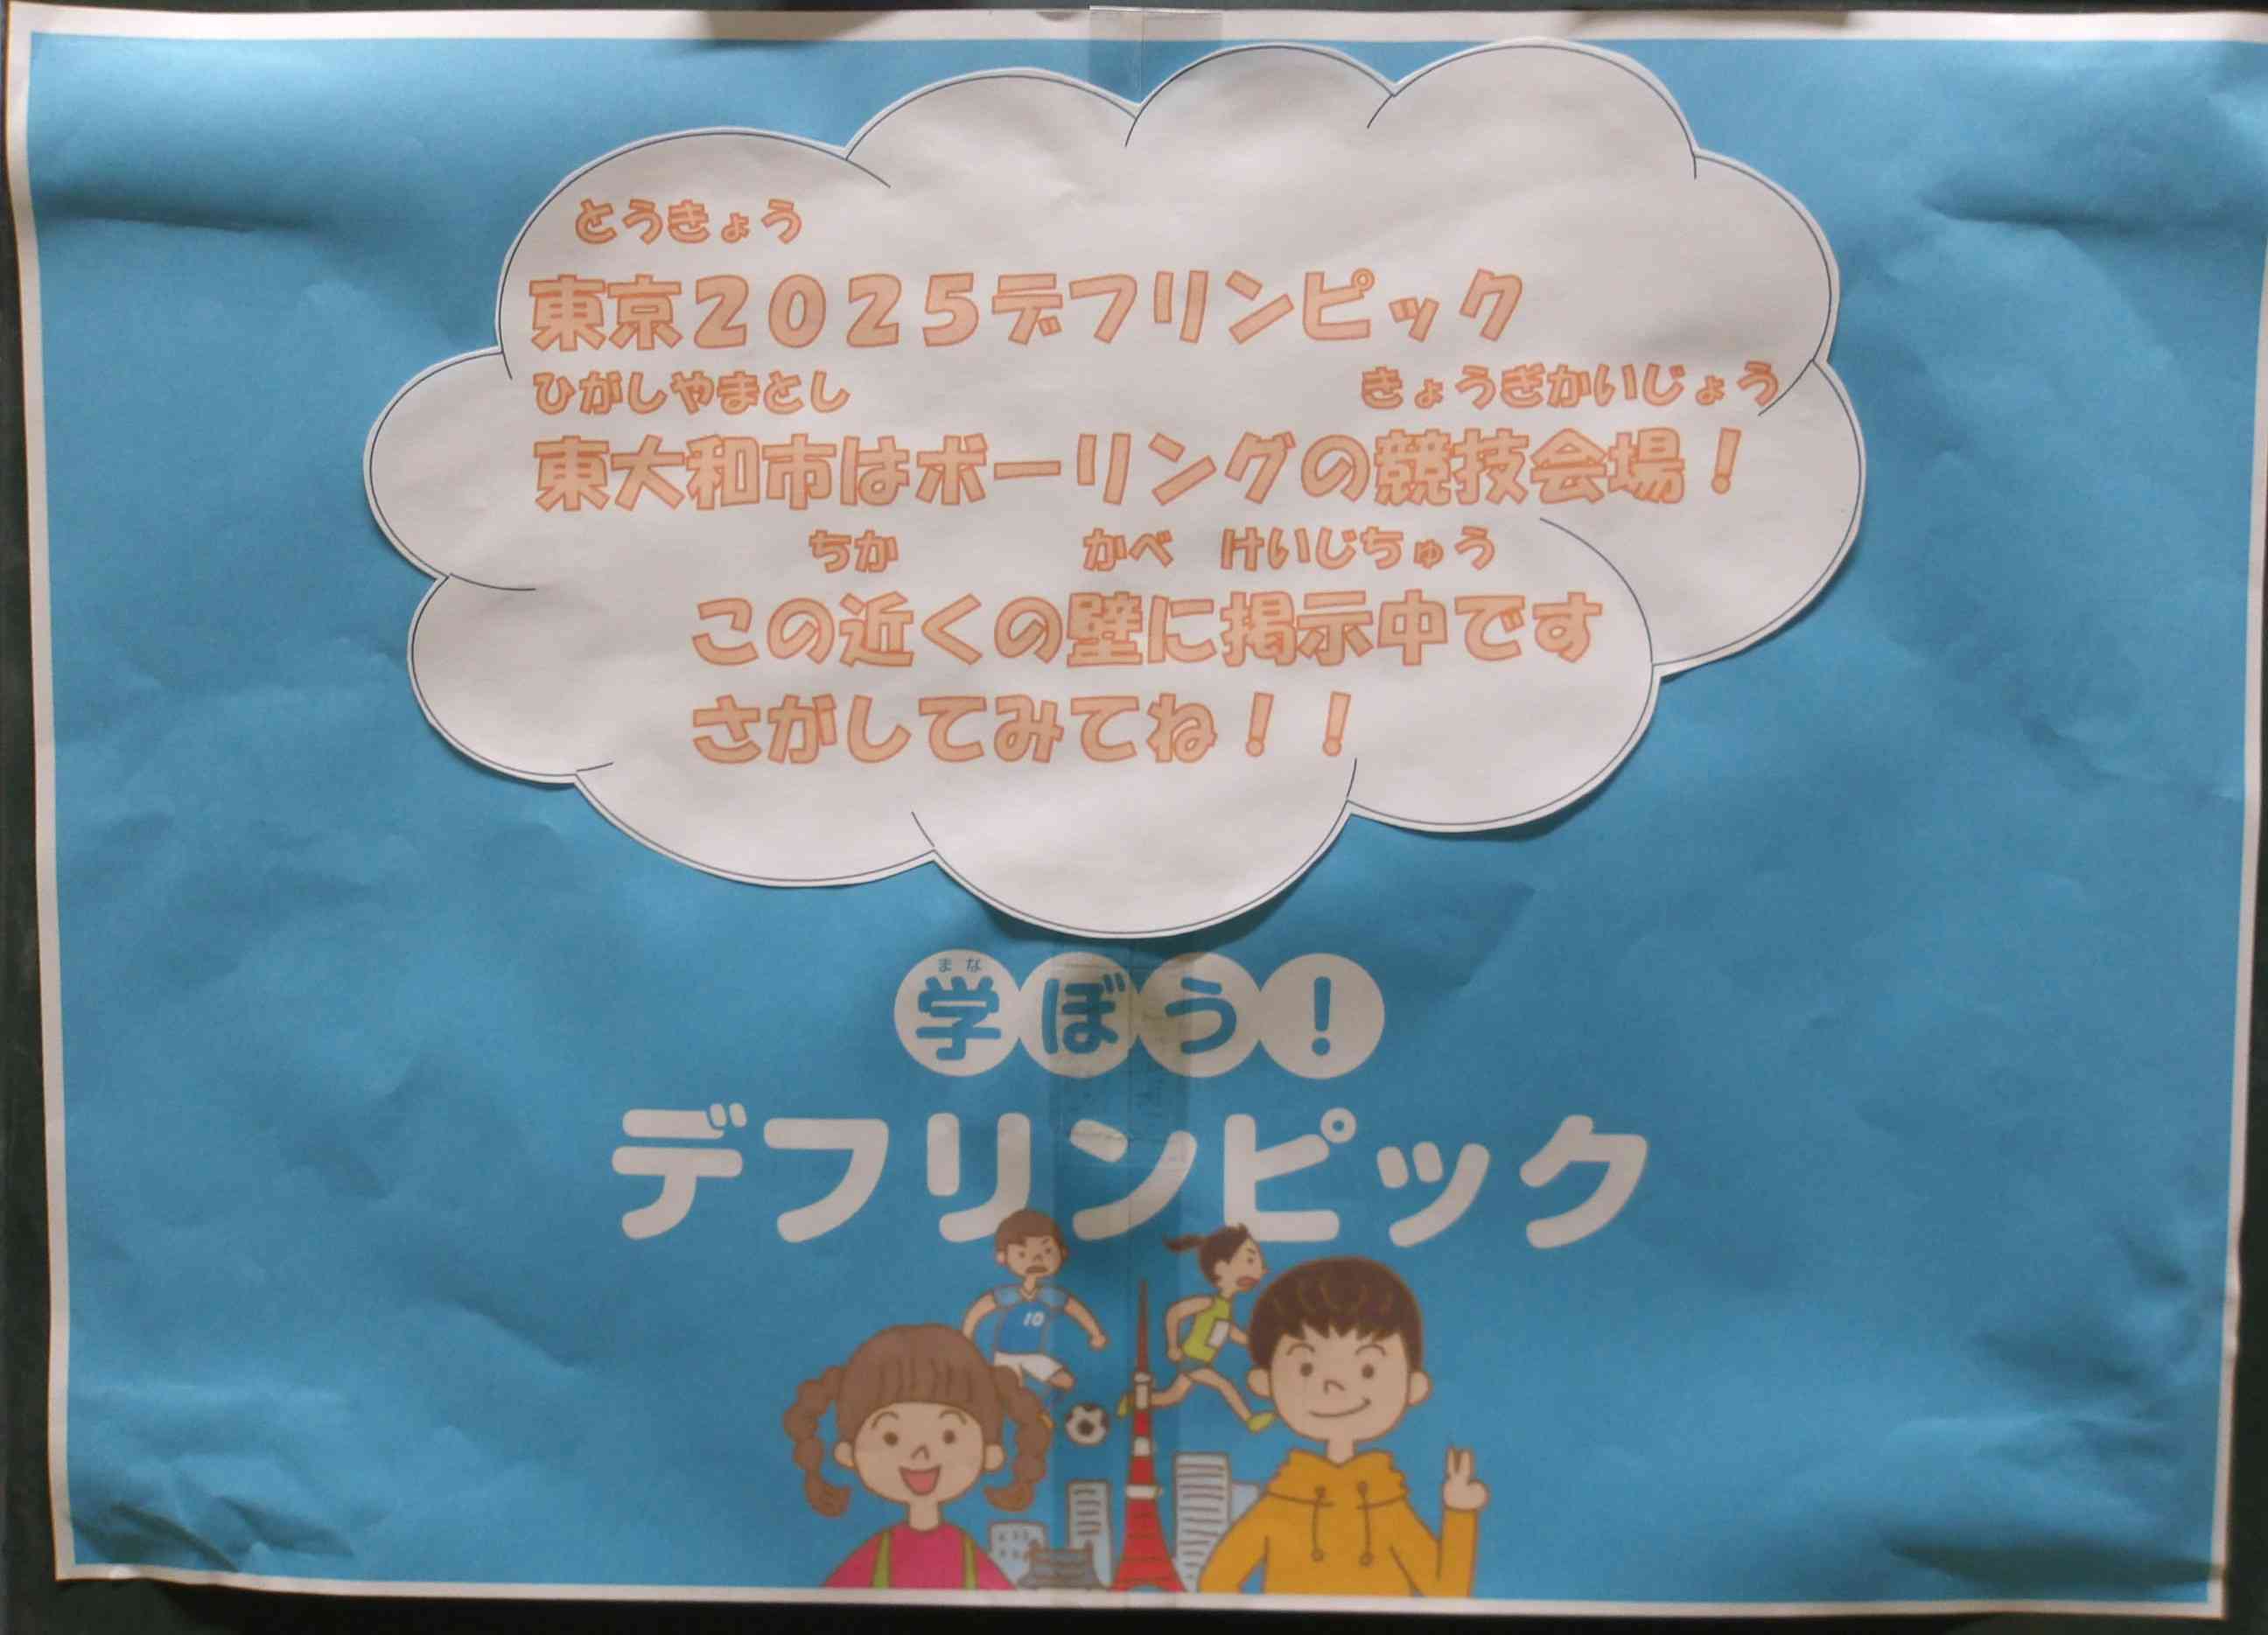 とうきょう
東京２０２５デフリンピック
ひがしやまとし きょうぎかいじょう
東大和市はボーリングの競技会場！
ちか かべ けいじちゅう
この近くの壁に掲示中です
さがしてみてね！！
まな
学ぼう！
デフリンピック
10